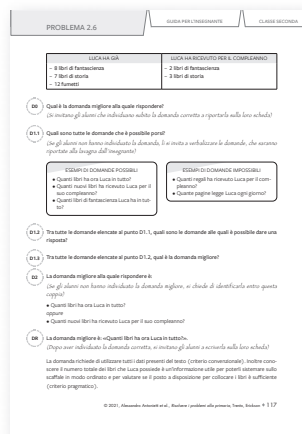 PROBLEMA 2.6
GUIDA PER L'INSEGNANTE
CLASSE SECONDA
LUCA HA GIÀ
LUCA HA RICEVUTO PER IL COMPLEANNO:
– 8 libri di fantascienza
– 7 libri di storia
– 12 fumetti
– 2 libri di fantascienza
– 3 libri di storia
D0 Qual è la domanda migliore alla quale rispondere?
(Si invitano gli alunni che individuano subito la domanda corretta a riportarla sulla loro scheda)
D1.1 Quali sono tutte le domande che è possibile porsi?
(Se gli alunni non hanno individuato la domanda, li si invita a verbalizzare le domande, che saranno
riportate alla lavagna dall'insegnante)
ESEMPI DI DOMANDE POSSIBILI
● Quanti libri ha ora Luca in tutto?
● Quanti nuovi libri ha ricevuto Luca per il
suo compleanno?
● Quanti libri di fantascienza Luca ha in tut-
to?
ESEMPI DI DOMANDE IMPOSSIBILI
● Quanti regali ha ricevuto Luca per il com-
pleanno?
● Quante pagine legge Luca ogni giorno?
D1.2 Tra tutte le domande elencate al punto D1.1, quali sono le domande alle quali è possibile dare una
risposta?
D1.3 Tra tutte le domande elencate al punto D1.2, qual è la domanda migliore?
D2 La domanda migliore alla quale rispondere è:
(Se gli alunni non hanno individuato la domanda migliore, si chiede di identificarla entro questa
coppia)
● Quanti libri ha ora Luca in tutto?
oppure
● Quanti nuovi libri ha ricevuto Luca per il suo compleanno?
DR La domanda migliore è: «Quanti libri ha ora Luca in tutto?».
(Dopo aver individuato la domanda corretta, si invitano gli alunni a scriverla sulla loro scheda)
La domanda richiede di utilizzare tutti i dati presenti del testo (criterio convenzionale). Inoltre cono-
scere il numero totale dei libri che Luca possiede è un'informazione utile per poterli sistemare sullo
scaffale in modo ordinato e per valutare se il posto a disposizione per collocare i libri è sufficiente
(criterio pragmatico).
© 2021, Alessandro Antonietti et al., Risolvere i problemi alla primaria, Trento, Erickson ● 117